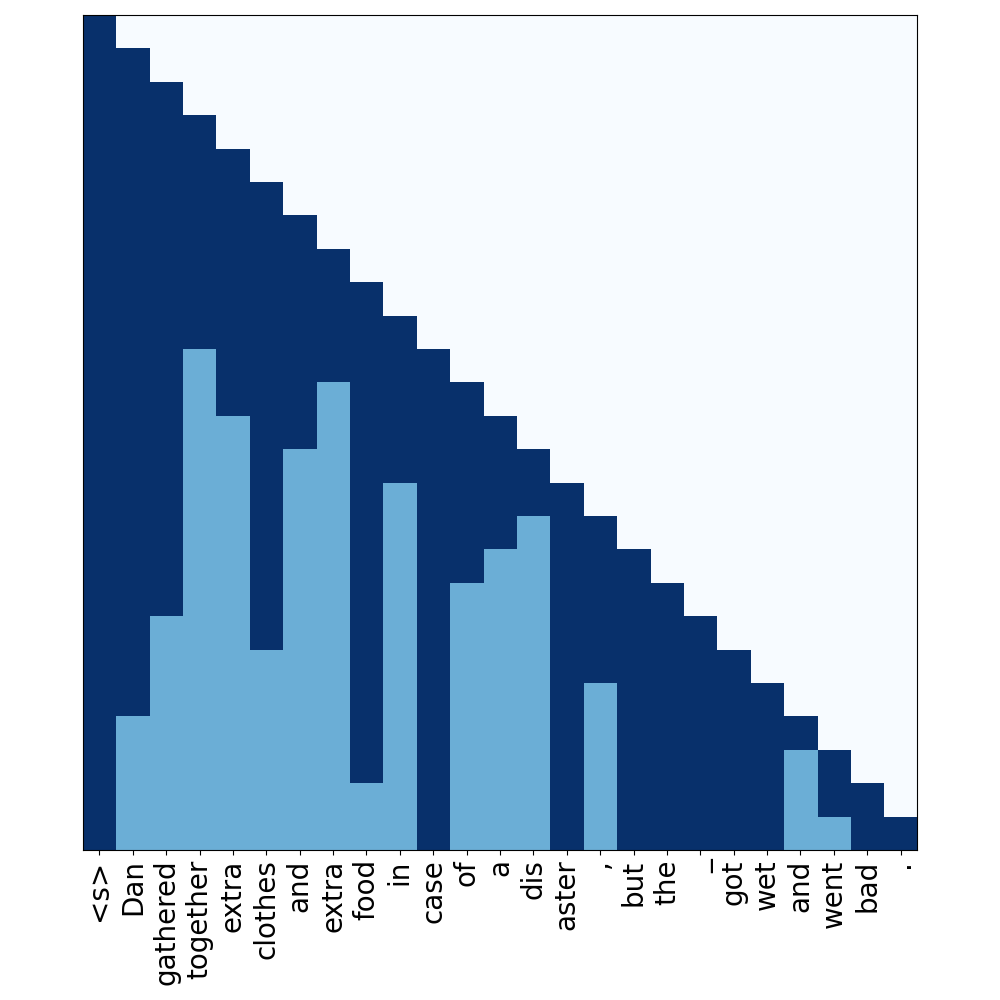 <s> Dan gathered together extra clothes and extra food in case of a dis aster , but the _ got wet and went bad .